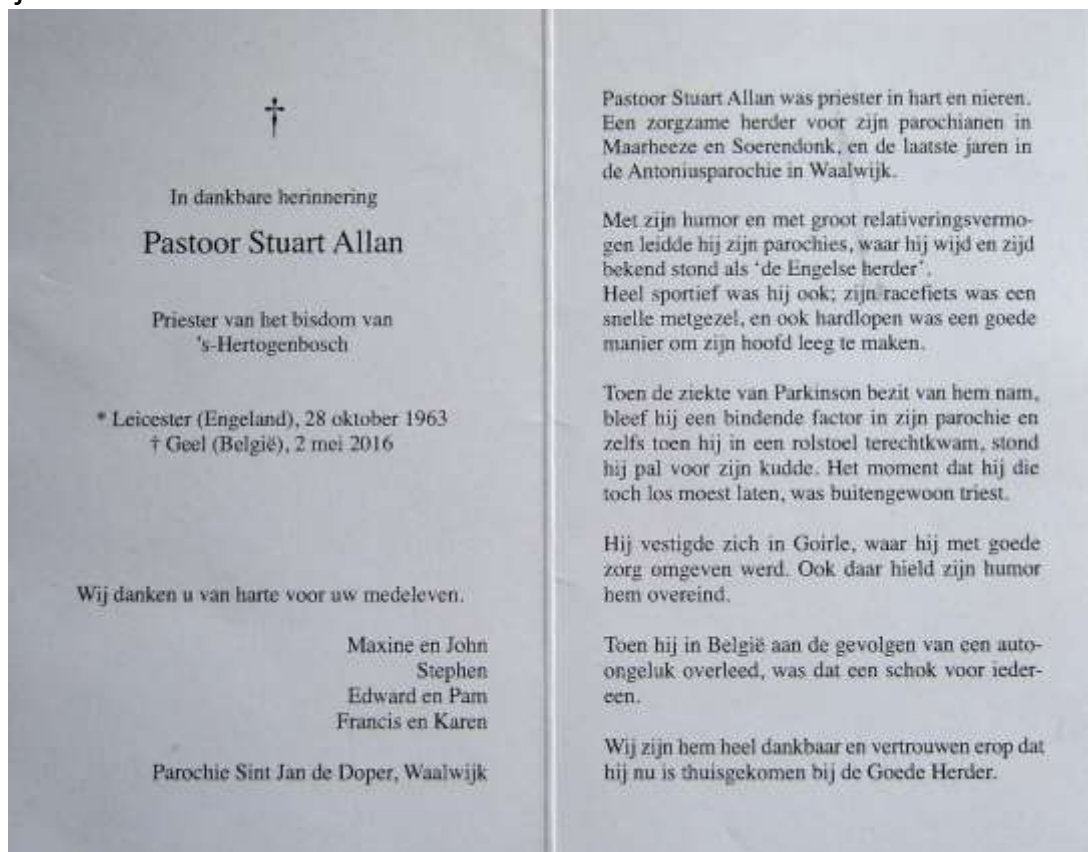 †
In dankbare herinnering
Pastoor Stuart Allan
Priester van het bisdom van
's-Hertogenbosch
* Leicester (Engeland), 28 oktober 1963
† Geel (België), 2 mei 2016
Wij danken u van harte voor uw medeleven.
Maxine en John
Stephen
Edward en Pam
Francis en Karen
Parochie Sint Jan de Doper, Waalwijk
Pastoor Stuart Allan was priester in hart en nieren.
Een zorgzame herder voor zijn parochianen in
Maarheeze en Soerendonk, en de laatste jaren in
de Antoniusparochie in Waalwijk.
Met zijn humor en met groot relativeringsvermo-
gen leidde hij zijn parochies, waar hij wijd en zijd
bekend stond als 'de Engelse herder'.
Heel sportief was hij ook; zijn racefiets was een
snelle metgezel, en ook hardlopen was een goede
manier om zijn hoofd leeg te maken.
Toen de ziekte van Parkinson bezit van hem nam,
bleef hij een bindende factor in zijn parochie en
zelfs toen hij in een rolstoel terechtkwam, stond
hij pal voor zijn kudde. Het moment dat hij die
toch los moest laten, was buitengewoon triest.
Hij vestigde zich in Goirle, waar hij met goede
zorg omgeven werd. Ook daar hield zijn humor
hem overeind.
Toen hij in België aan de gevolgen van een auto-
ongeluk overleed, was dat een schok voor ieder-
een.
Wij zijn hem heel dankbaar en vertrouwen erop dat
hij nu is thuisgekomen bij de Goede Herder.